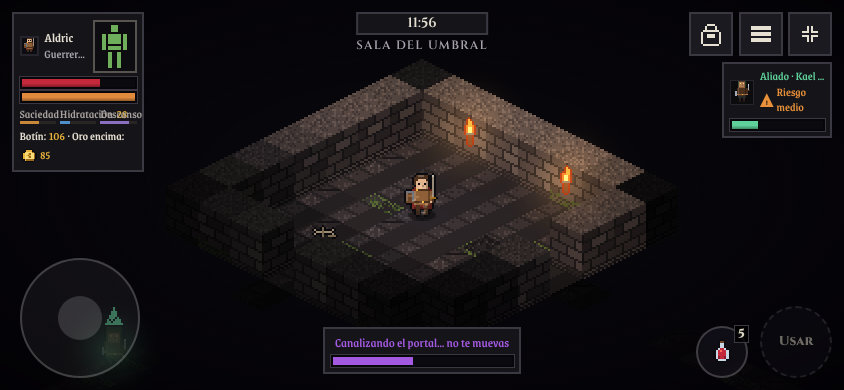 Aldric
Guerrer...
Sociedad Hidratación Descanso
Botín: 106 · Oro encima:
85
11:56
SALA DEL UMBRAL
Aliado · Kael ...
Riesgo
medio
Canalizando el portal... no te muevas
5
USAR